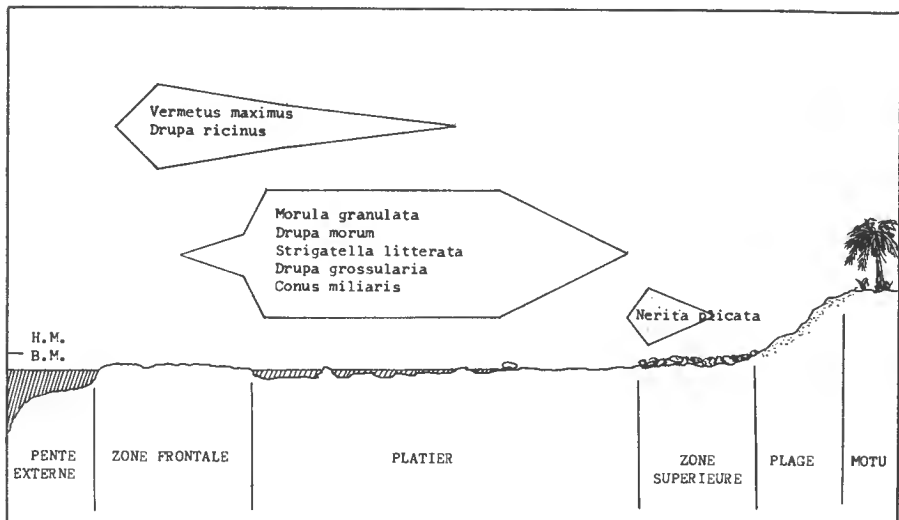 Vermetus maximus
Drupa ricinus
Morula granulata
Drupa morum
Strigatella litterata
Drupa grossularia
Conus miliaris
Nerita plicata
H.M.
B.M.
PENTE
EXTERNE
ZONE FRONTALE
PLATIER
ZONE
SUPERIEURE
PLAGE
MOTU